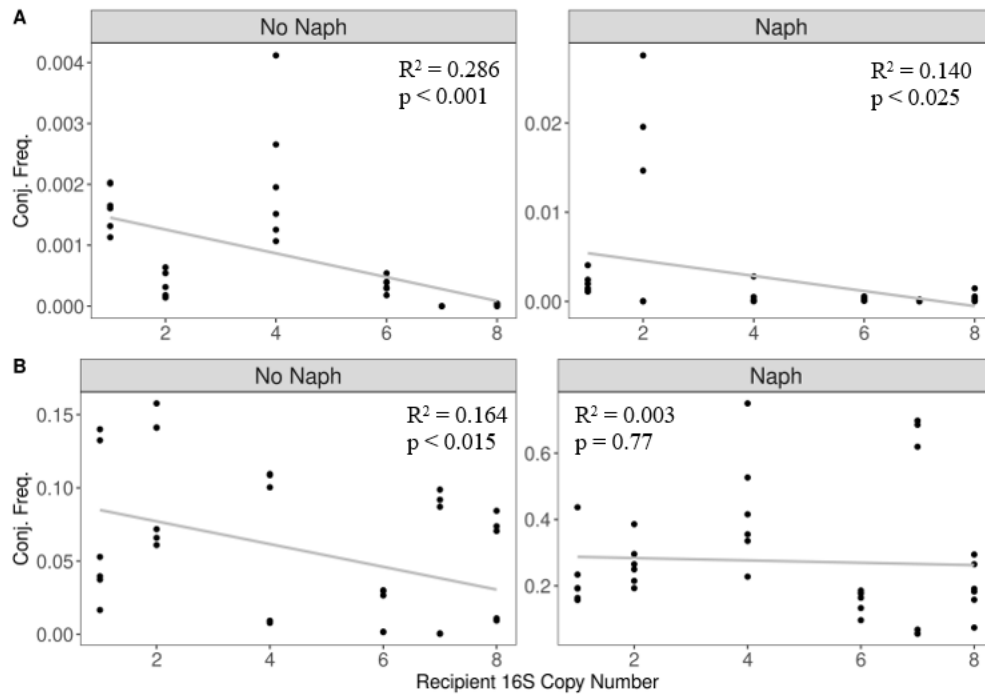 A
No Naph
Naph
R² = 0.286
p < 0.001
R² = 0.140
p < 0.025
Conj. Freq.
0.004
0.003
0.002
0.001
0.000
0.02
0.01
0.00
2 4 6 8
2 4 6 8
B
No Naph
Naph
R² = 0.164
p < 0.015
R² = 0.003
p = 0.77
Conj. Freq.
0.15
0.10
0.05
0.00
0.6
0.4
0.2
2 4 6 8
2 4 6 8
Recipient 16S Copy Number